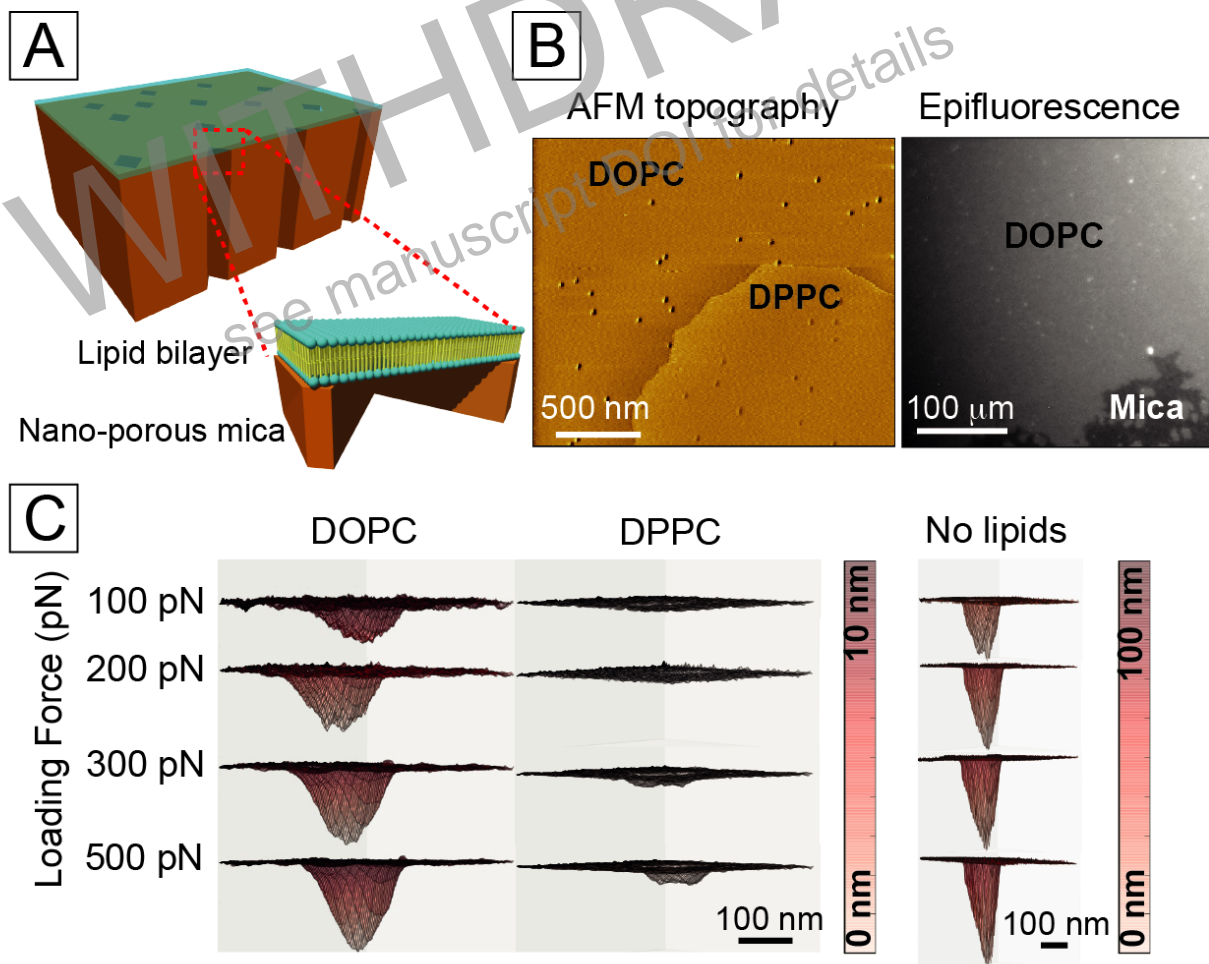 A
B
WITHDRA
see manuscript DOI for details
AFM topography
Epifluorescence
DOPC
DPPC
500 nm
DOPC
Mica
100 μm
Lipid bilayer
Nano-porous mica
C
DOPC
DPPC
No lipids
Loading Force (pN)
100 pN
200 pN
300 pN
500 pN
10 nm
0 nm
100 nm
100 nm
0 nm
100 nm